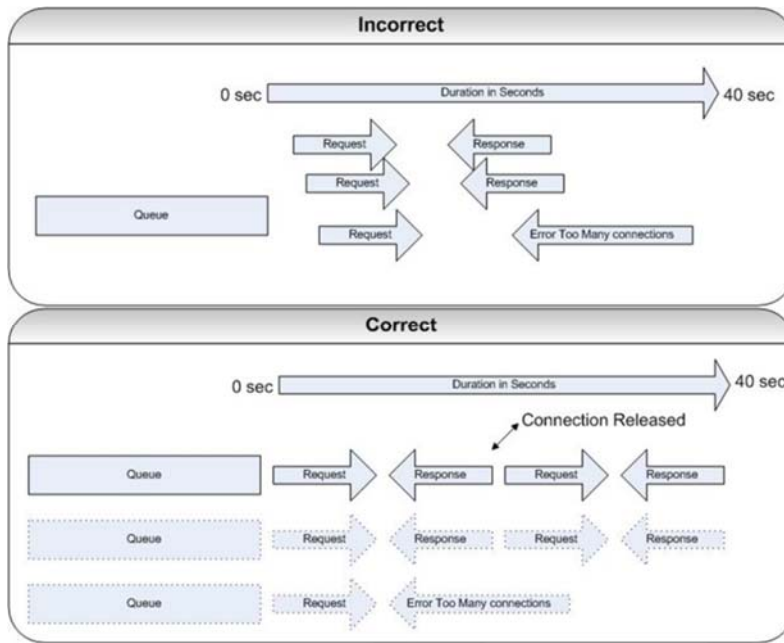 Incorrect
0 sec
Duration in Seconds
40 sec
Request
Response
Request
Response
Queue
Request
Error Too Many connections
Correct
0 sec
Duration in Seconds
40 sec
Connection Released
Queue
Request
Response
Request
Response
Queue
Request
Response
Request
Response
Queue
Request
Error Too Many connections